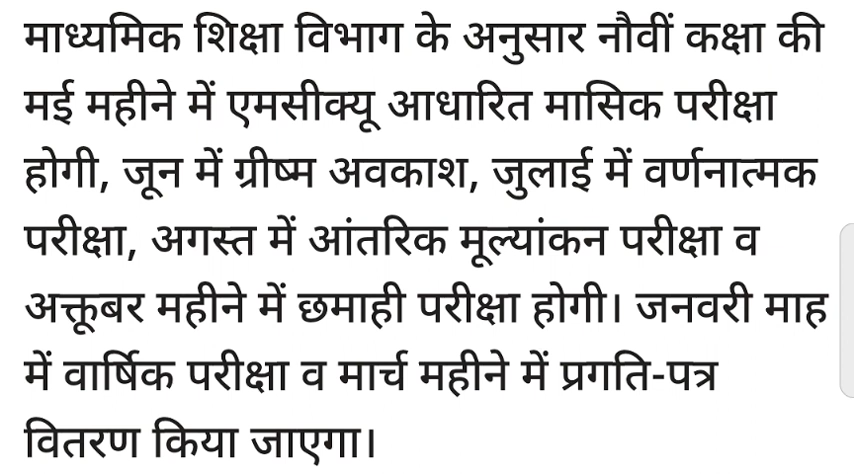 माध्यमिक शिक्षा विभाग के अनुसार नौवीं कक्षा की
मई महीने में एमसीक्यू आधारित मासिक परीक्षा
होगी, जून में ग्रीष्म अवकाश, जुलाई में वर्णनात्मक
परीक्षा, अगस्त में आंतरिक मूल्यांकन परीक्षा व
अक्तूबर महीने में छमाही परीक्षा होगी। जनवरी माह
में वार्षिक परीक्षा व मार्च महीने में प्रगति-पत्र
वितरण किया जाएगा।